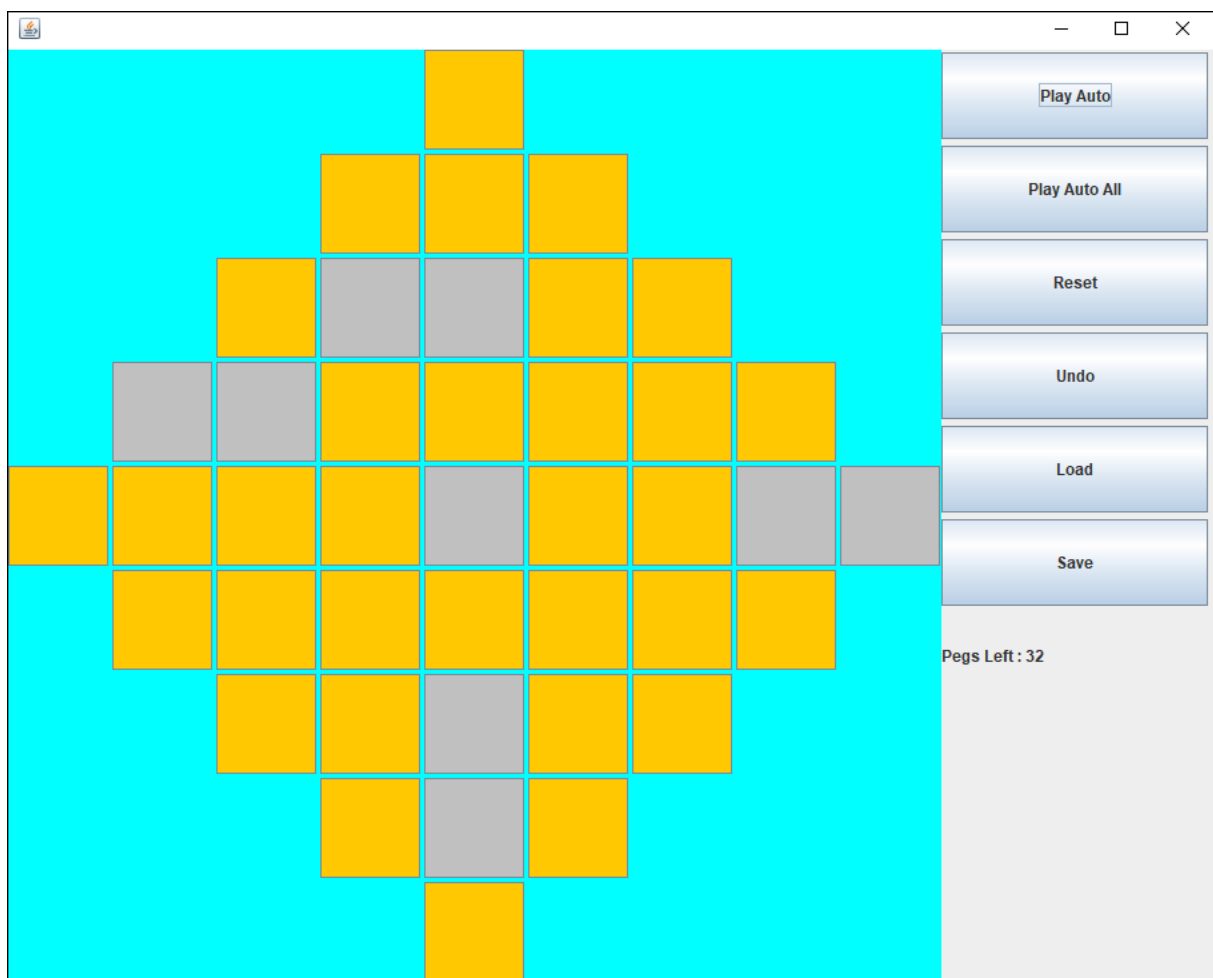 Play Auto
Play Auto All
Reset
Undo
Load
Save
Pegs Left : 32